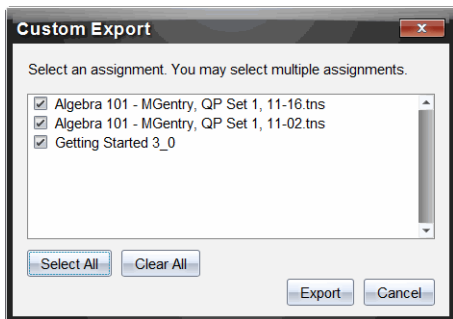 Custom Export
Select an assignment. You may select multiple assignments.
Algebra 101 - MGentry, QP Set 1, 11-16.tns
Algebra 101 - MGentry, QP Set 1, 11-02.tns
Getting Started 3_0
Select All Clear All
Export Cancel